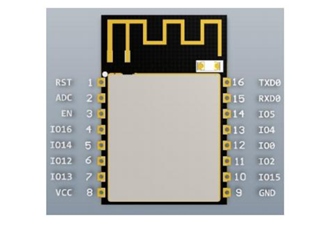 RST 1 16 TXD0
ADC 2 15 RXD0
EN 3 14 IO5
IO16 4 13 IO4
IO14 5 12 IO0
IO12 6 11 IO2
IO13 7 10 IO15
VCC 8 9 GND